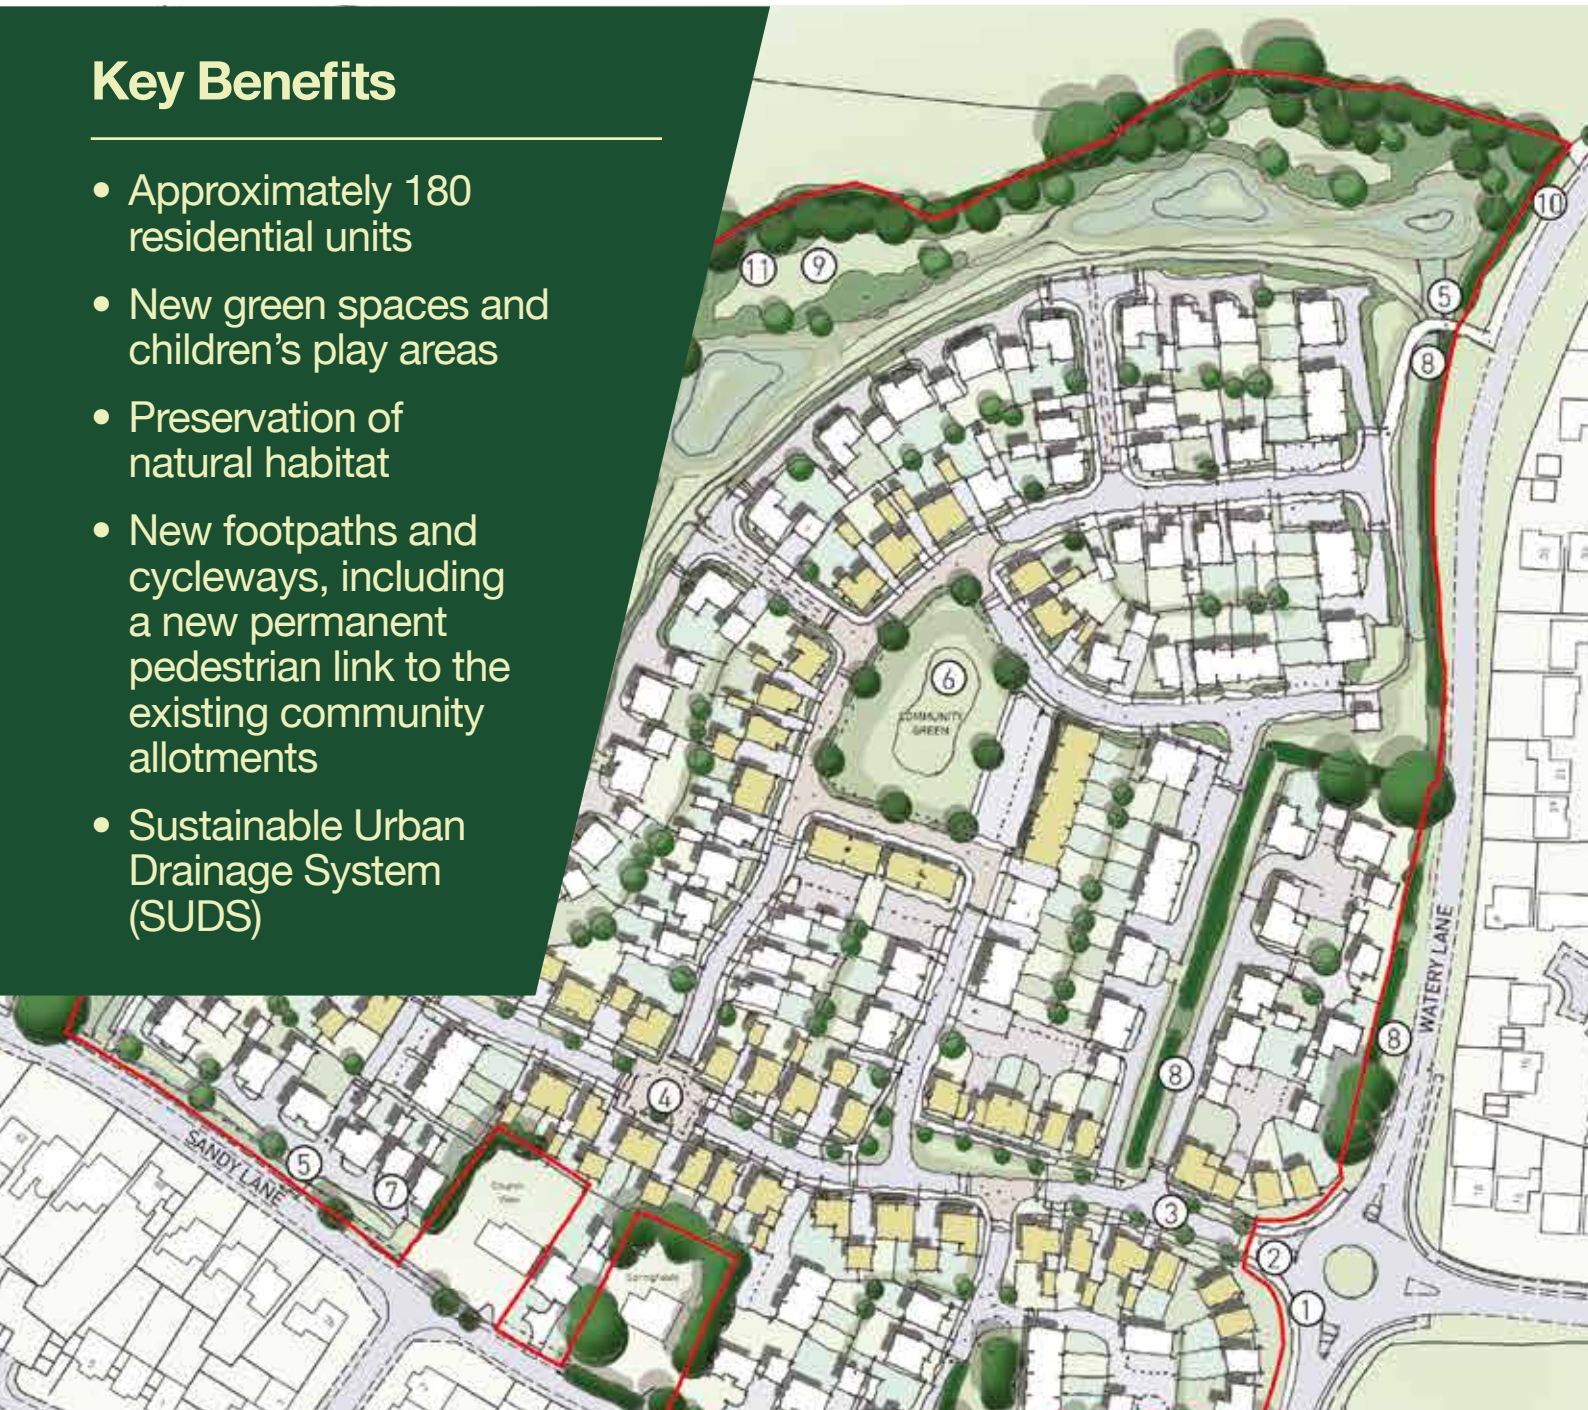 Key Benefits
• Approximately 180
residential units
• New green spaces and
children’s play areas
• Preservation of
natural habitat
• New footpaths and
cycleways, including
a new permanent
pedestrian link to the
existing community
allotments
• Sustainable Urban
Drainage System
(SUDS)
10
11
9
5
8
6
COMMUNITY
GREEN
WATERY LANE
8
8
4
SANDY LANE
5
7
Church
View
3
2
1